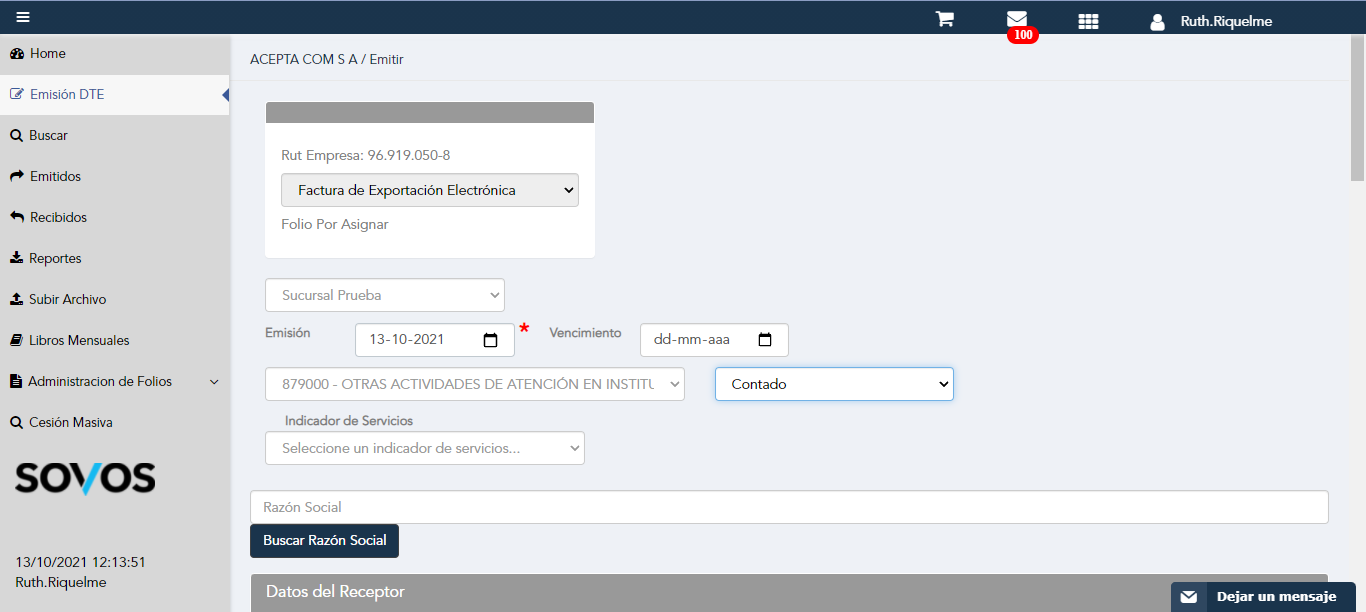 Ruth.Riquelme
100
Home
Emisión DTE
Buscar
Emitidos
Recibidos
Reportes
Subir Archivo
Libros Mensuales
Administracion de Folios
Cesión Masiva
SOVOS
13/10/2021 12:13:51
Ruth.Riquelme
ACEPTA COM S A / Emitir
Rut Empresa: 96.919.050-8
Factura de Exportación Electrónica
Folio Por Asignar
Sucursal Prueba
Emisión 13-10-2021 * Vencimiento dd-mm-aaa
879000 - OTRAS ACTIVIDADES DE ATENCIÓN EN INSTITU Contado
Indicador de Servicios
Seleccione un indicador de servicios...
Razón Social
Buscar Razón Social
Datos del Receptor
Dejar un mensaje